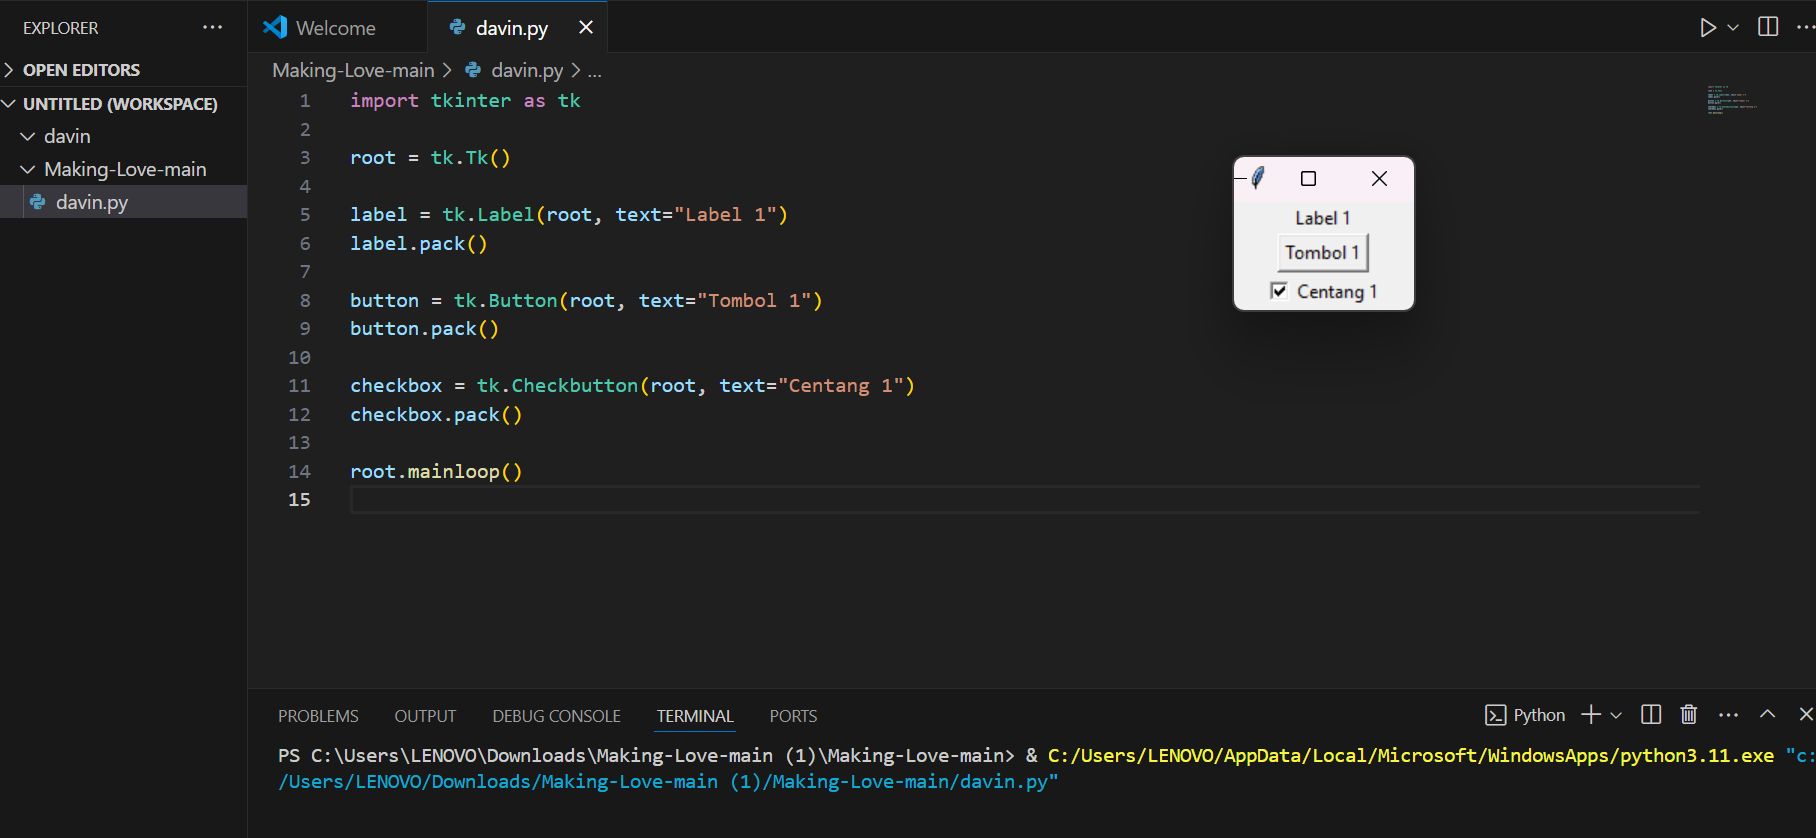 EXPLORER
Welcome
davin.py
OPEN EDITORS
UNTITLED (WORKSPACE)
davin
Making-Love-main
davin.py
Making-Love-main > davin.py > ...
1 import tkinter as tk
2
3 root = tk.Tk()
4
5 label = tk.Label(root, text="Label 1")
6 label.pack()
7
8 button = tk.Button(root, text="Tombol 1")
9 button.pack()
10
11 checkbox = tk.Checkbutton(root, text="Centang 1")
12 checkbox.pack()
13
14 root.mainloop()
15
Label 1
Tombol 1
Centang 1
PROBLEMS OUTPUT DEBUG CONSOLE TERMINAL PORTS
Python
PS C:\Users\LENOVO\Downloads\Making-Love-main (1)\Making-Love-main> & C:/Users/LENOVO/AppData/Local/Microsoft/WindowsApps/python3.11.exe "c:
/Users/LENOVO/Downloads/Making-Love-main (1)/Making-Love-main/davin.py"